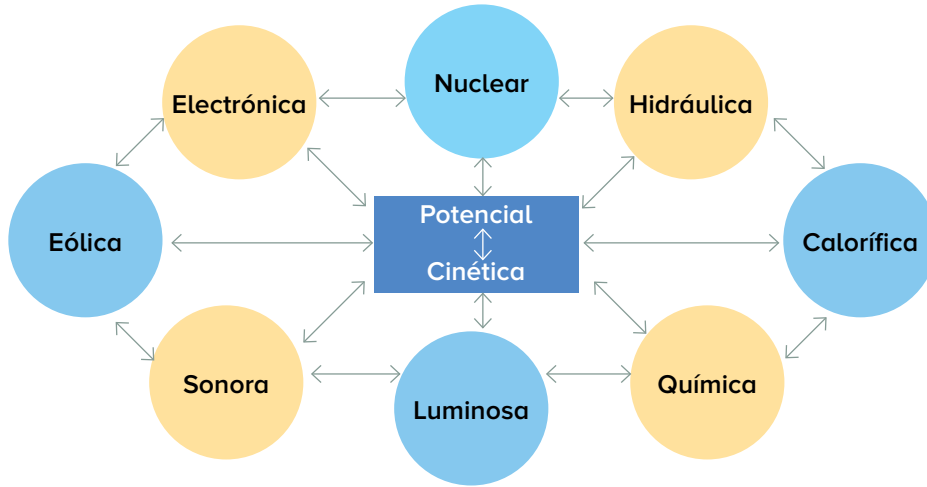 Nuclear
Electrónica
Hidráulica
Potencial
Eólica
Calorífica
Cinética
Sonora
Química
Luminosa